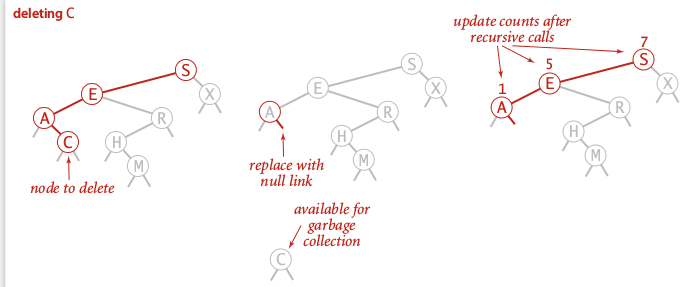 deleting C
S
E
X
A
R
C
H
M
node to delete
S
E
X
A
R
H
M
replace with
null link
available for
garbage
collection
C
update counts after
recursive calls
7
S
5
E
X
1
A
R
H
M